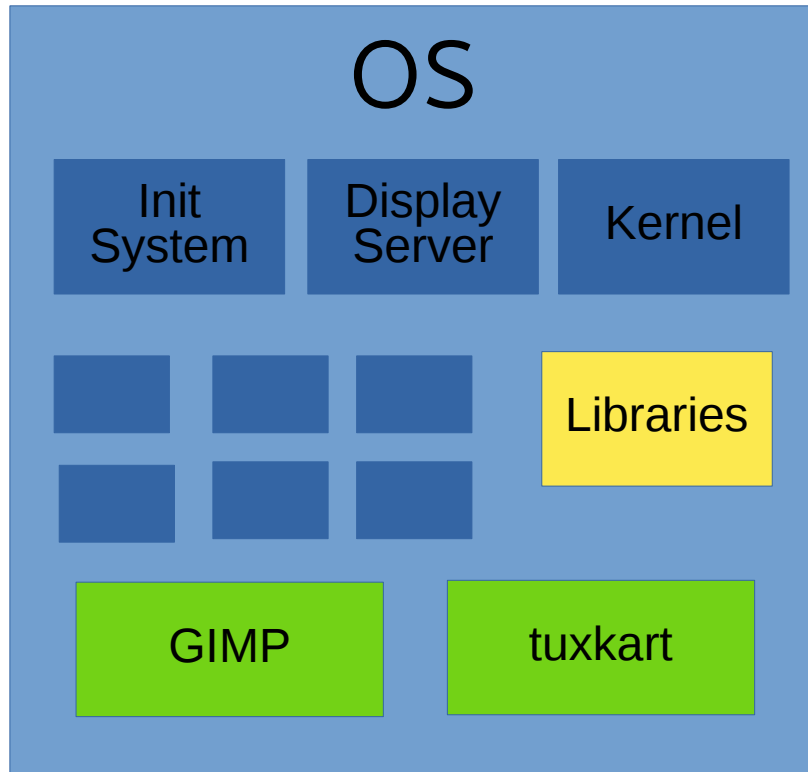 OS
Init
System
Display
Server
Kernel
Libraries
GIMP
tuxkart